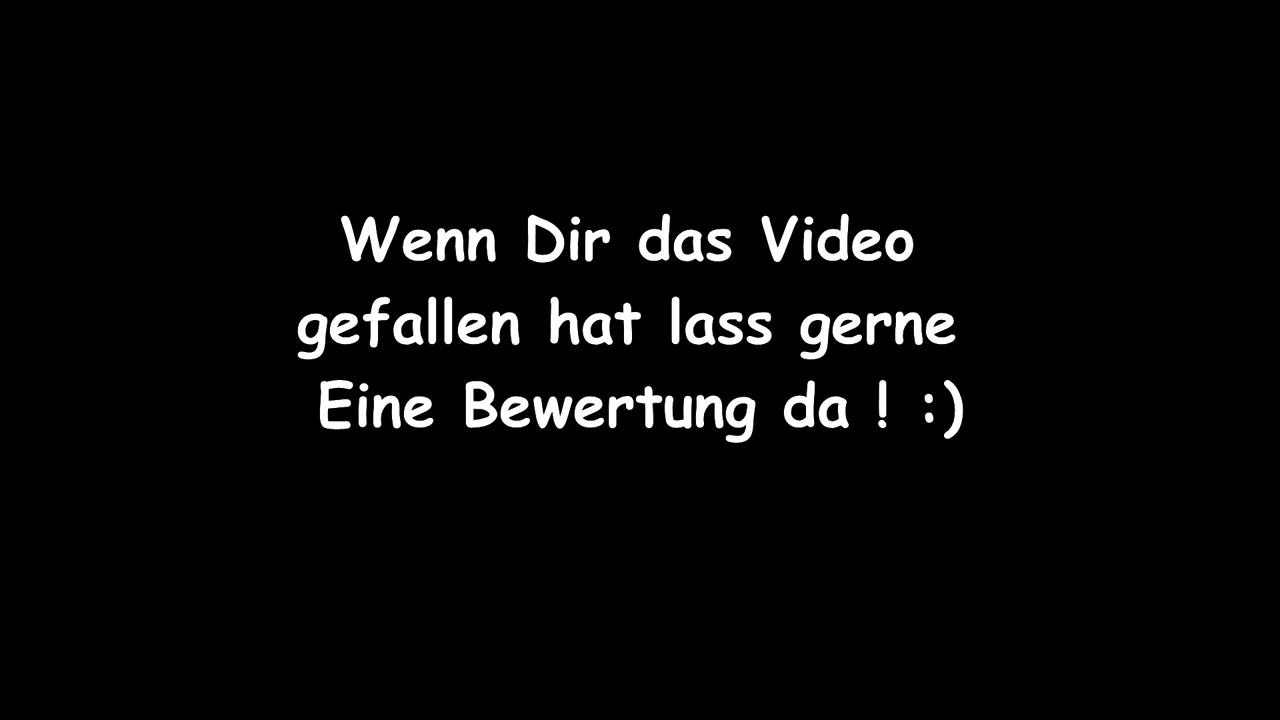 Wenn Dir das Video
gefallen hat lass gerne
Eine Bewertung da ! :)